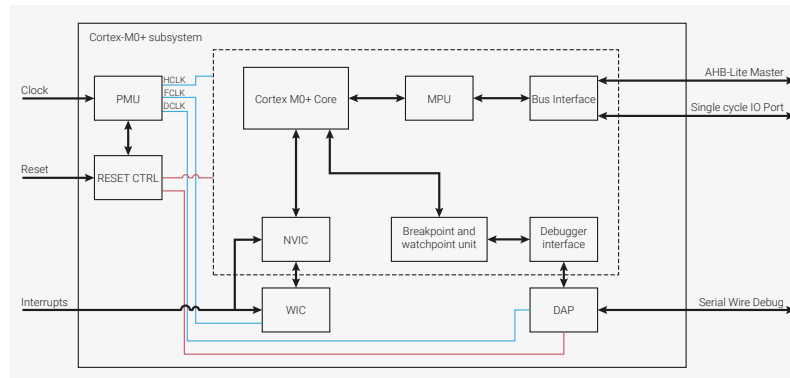 Cortex-M0+ subsystem
AHB-Lite Master
HCLK
Clock
FCLK
PMU
DCLK
Cortex M0+ Core
MPU
Bus Interface
Single cycle IO Port
Reset
RESET CTRL
NVIC
Breakpoint and
watchpoint unit
Debugger
interface
Interrupts
WIC
DAP
Serial Wire Debug